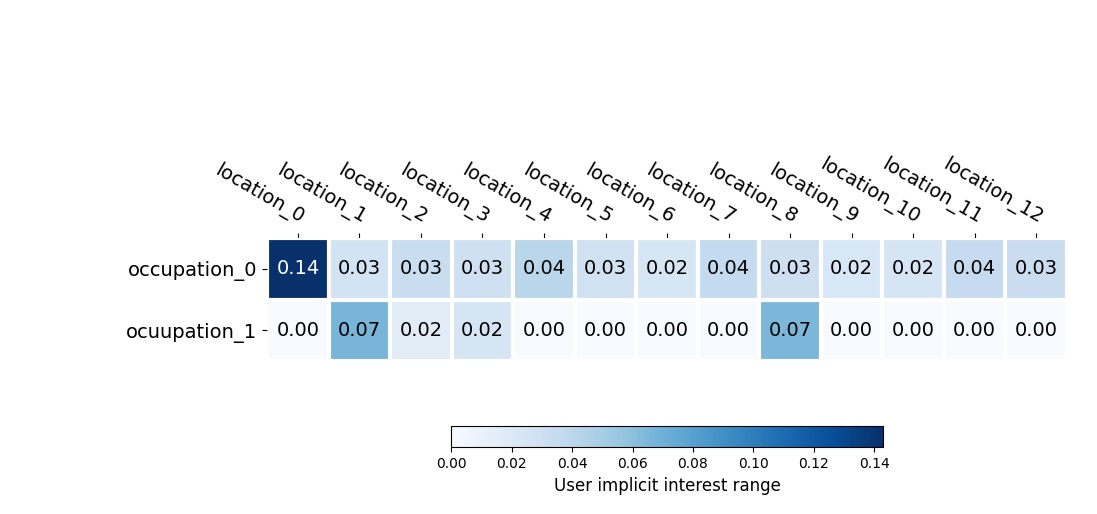 location_0 location_1 location_2 location_3 location_4 location_5 location_6 location_7 location_8 location_9 location_10 location_11 location_12
occupation_0 0.14 0.03 0.03 0.03 0.04 0.03 0.02 0.04 0.03 0.02 0.02 0.04 0.03
ocuupation_1 0.00 0.07 0.02 0.02 0.00 0.00 0.00 0.00 0.07 0.00 0.00 0.00 0.00
0.00 0.02 0.04 0.06 0.08 0.10 0.12 0.14
User implicit interest range